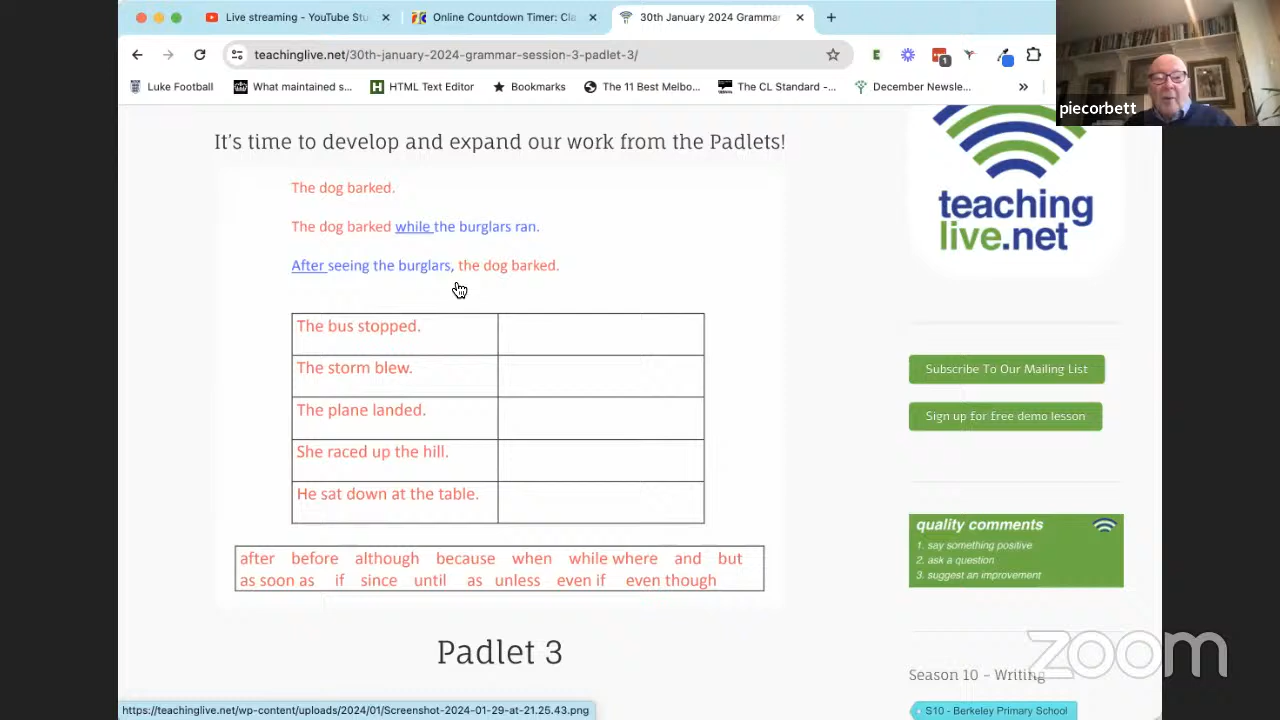 Live streaming - YouTube Stu
Online Countdown Timer: Cla
30th January 2024 Grammar
teachinglive.net/30th-january-2024-grammar-session-3-padlet-3/
1
Luke Football
What maintained s...
HTML Text Editor
Bookmarks
The 11 Best Melbo...
The CL Standard -...
December Newsle...
»
piecorbett
It's time to develop and expand our work from the Padlets!
The dog barked.
The dog barked while the burglars ran.
After seeing the burglars, the dog barked.
The bus stopped.
The storm blew.
The plane landed.
She raced up the hill.
He sat down at the table.
after before although because when while where and but
as soon as if since until as unless even if even though
Padlet 3
teaching
live.net
Subscribe To Our Mailing List
Sign up for free demo lesson
quality comments
1. say something positive
2. ask a question
3. suggest an improvement
Season 10 – Writing
S10 - Berkeley Primary School
zoom
https://teachinglive.net/wp-content/uploads/2024/01/Screenshot-2024-01-29-at-21.25.43.png